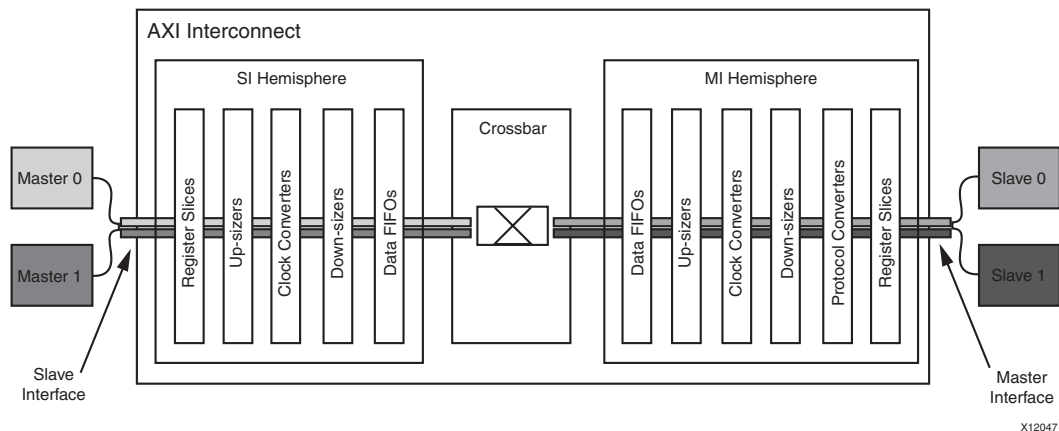 AXI Interconnect
SI Hemisphere
MI Hemisphere
Crossbar
Master 0
Master 1
Register Slices
Up-sizers
Clock Converters
Down-sizers
Data FIFOs
Data FIFOs
Up-sizers
Clock Converters
Down-sizers
Protocol Converters
Register Slices
Slave 0
Slave 1
Slave
Interface
Master
Interface
X12047